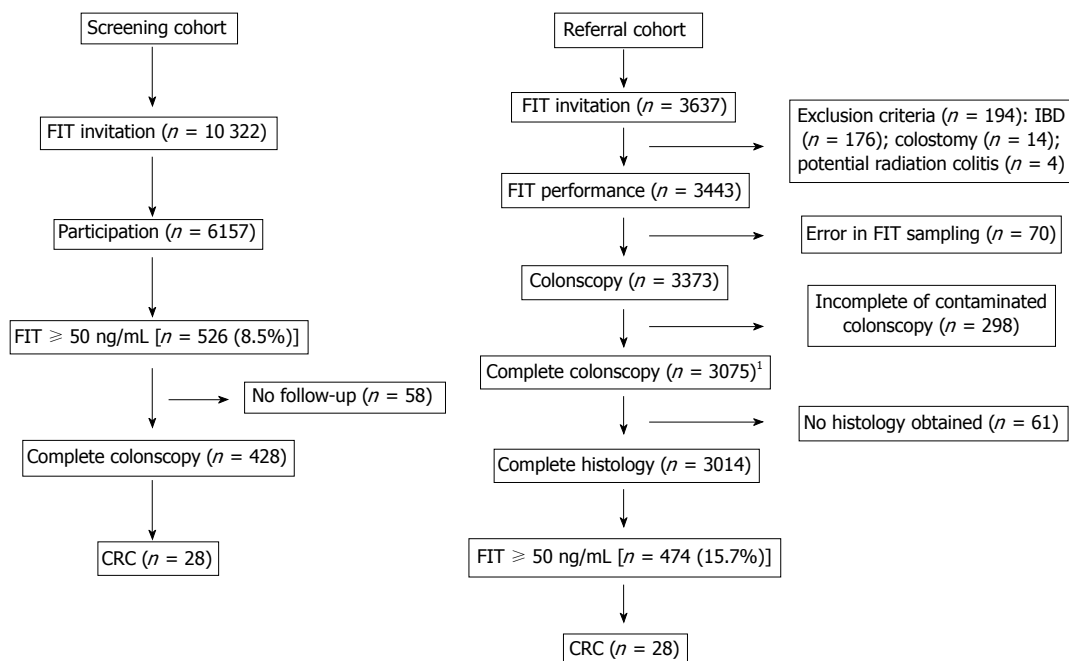 Screening cohort
FIT invitation (n = 10 322)
Participation (n = 6157)
FIT ⩾ 50 ng/mL [n = 526 (8.5%)]
No follow-up (n = 58)
Complete colonscopy (n = 428)
CRC (n = 28)
Referral cohort
FIT invitation (n = 3637)
Exclusion criteria (n = 194): IBD
(n = 176); colostomy (n = 14);
potential radiation colitis (n = 4)
FIT performance (n = 3443)
Error in FIT sampling (n = 70)
Colonscopy (n = 3373)
Incomplete of contaminated
colonscopy (n = 298)
Complete colonscopy (n = 3075)¹
No histology obtained (n = 61)
Complete histology (n = 3014)
FIT ⩾ 50 ng/mL [n = 474 (15.7%)]
CRC (n = 28)